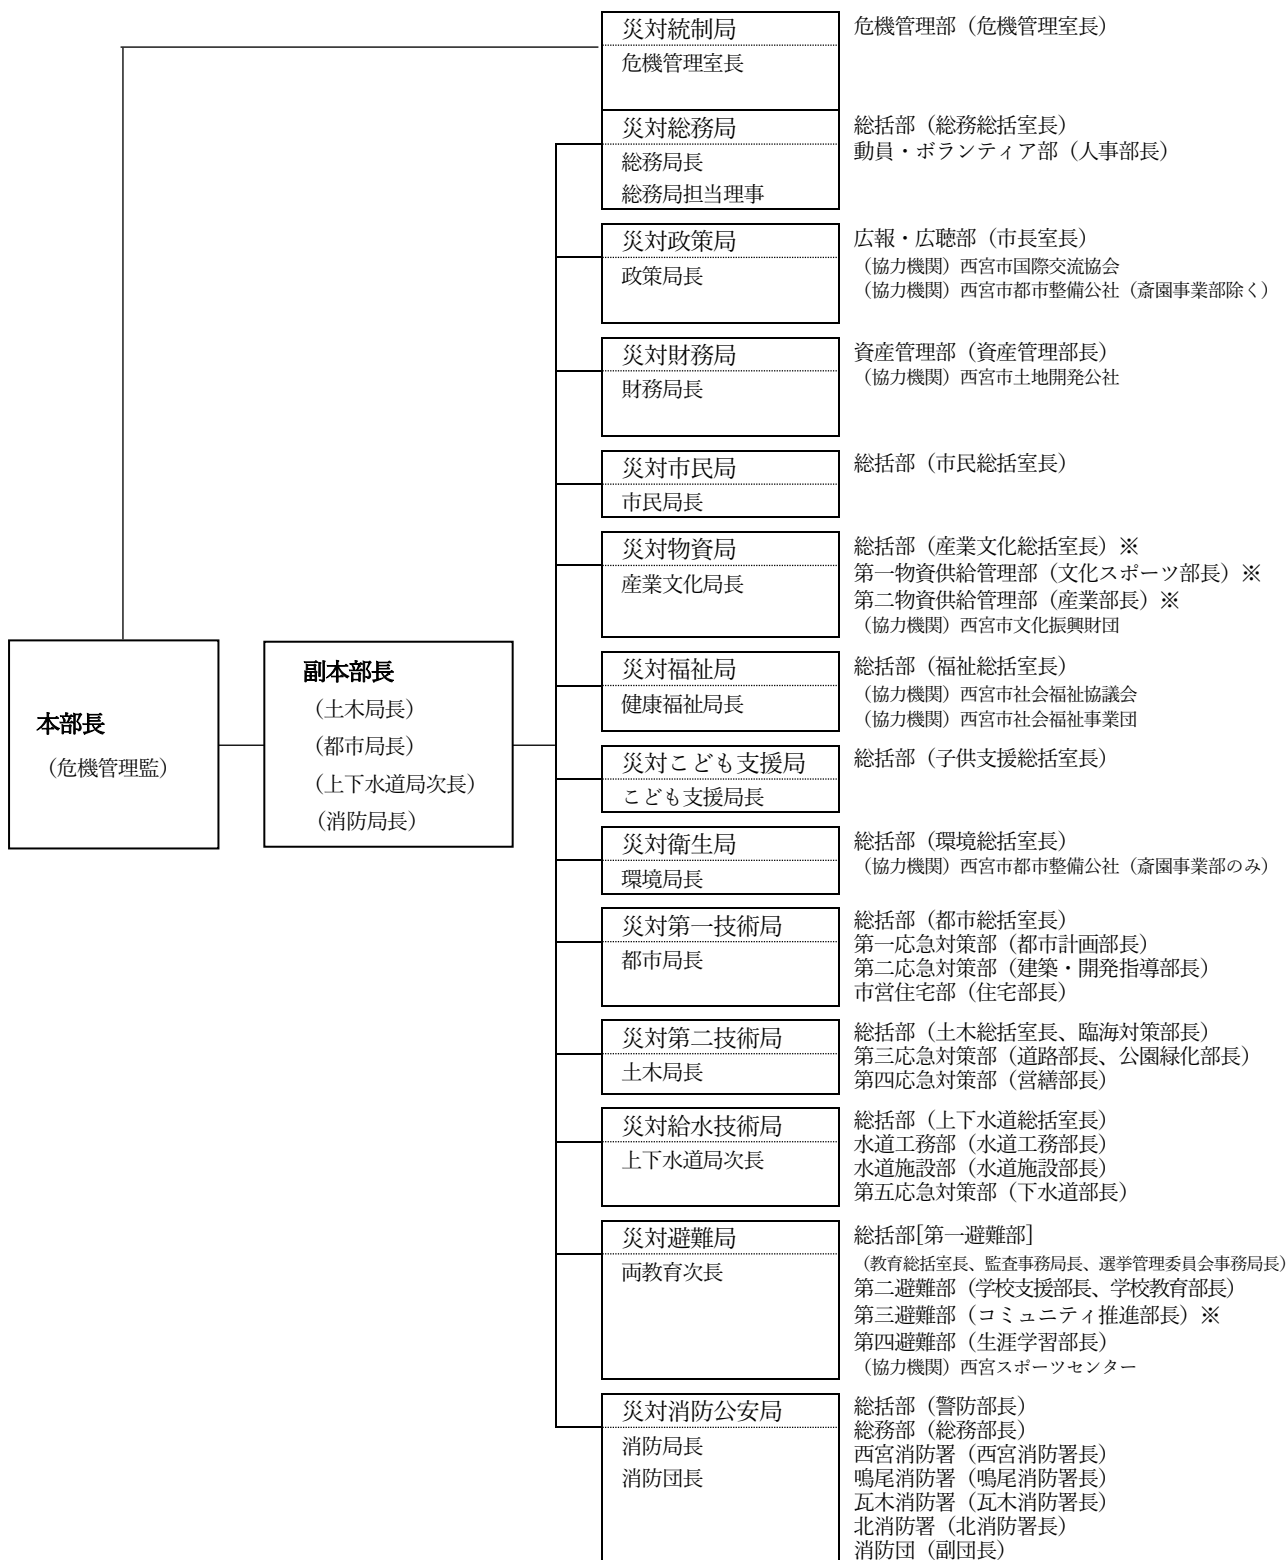 災対統制局
危機管理室長
危機管理部（危機管理室長）
災対総務局
総務局長
総務局担当理事
総括部（総務総括室長）
動員・ボランティア部（人事部長）
災対政策局
政策局長
広報・広聴部（市長室長）
（協力機関）西宮市国際交流協会
（協力機関）西宮市都市整備公社（斎園事業部除く）
災対財務局
財務局長
資産管理部（資産管理部長）
（協力機関）西宮市土地開発公社
災対市民局
市民局長
総括部（市民総括室長）
災対物資局
産業文化局長
総括部（産業文化総括室長）※
第一物資供給管理部（文化スポーツ部長）※
第二物資供給管理部（産業部長）※
（協力機関）西宮市文化振興財団
本部長
（危機管理監）
副本部長
（土木局長）
（都市局長）
（上下水道局次長）
（消防局長）
災対福祉局
健康福祉局長
総括部（福祉総括室長）
（協力機関）西宮市社会福祉協議会
（協力機関）西宮市社会福祉事業団
災対こども支援局
こども支援局長
総括部（子供支援総括室長）
災対衛生局
環境局長
総括部（環境総括室長）
（協力機関）西宮市都市整備公社（斎園事業部のみ）
災対第一技術局
都市局長
総括部（都市総括室長）
第一応急対策部（都市計画部長）
第二応急対策部（建築・開発指導部長）
市営住宅部（住宅部長）
災対第二技術局
土木局長
総括部（土木総括室長、臨海対策部長）
第三応急対策部（道路部長、公園緑化部長）
第四応急対策部（営繕部長）
災対給水技術局
上下水道局次長
総括部（上下水道総括室長）
水道工務部（水道工務部長）
水道施設部（水道施設部長）
第五応急対策部（下水道部長）
災対避難局
両教育次長
総括部[第一避難部]
（教育総括室長、監査事務局長、選挙管理委員会事務局長）
第二避難部（学校支援部長、学校教育部長）
第三避難部（コミュニティ推進部長）※
第四避難部（生涯学習部長）
（協力機関）西宮スポーツセンター
災対消防公安局
消防局長
消防団長
総括部（警防部長）
総務部（総務部長）
西宮消防署（西宮消防署長）
鳴尾消防署（鳴尾消防署長）
瓦木消防署（瓦木消防署長）
北消防署（北消防署長）
消防団（副団長）